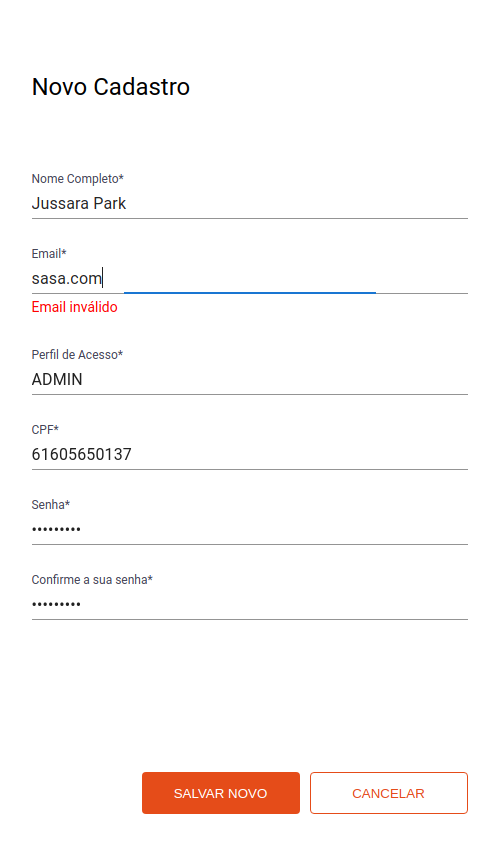 Novo Cadastro
Nome Completo*
Jussara Park
Email*
sasa.com
Email inválido
Perfil de Acesso*
ADMIN
CPF*
61605650137
Senha*
•••••••••
Confirme a sua senha*
•••••••••
SALVAR NOVO
CANCELAR